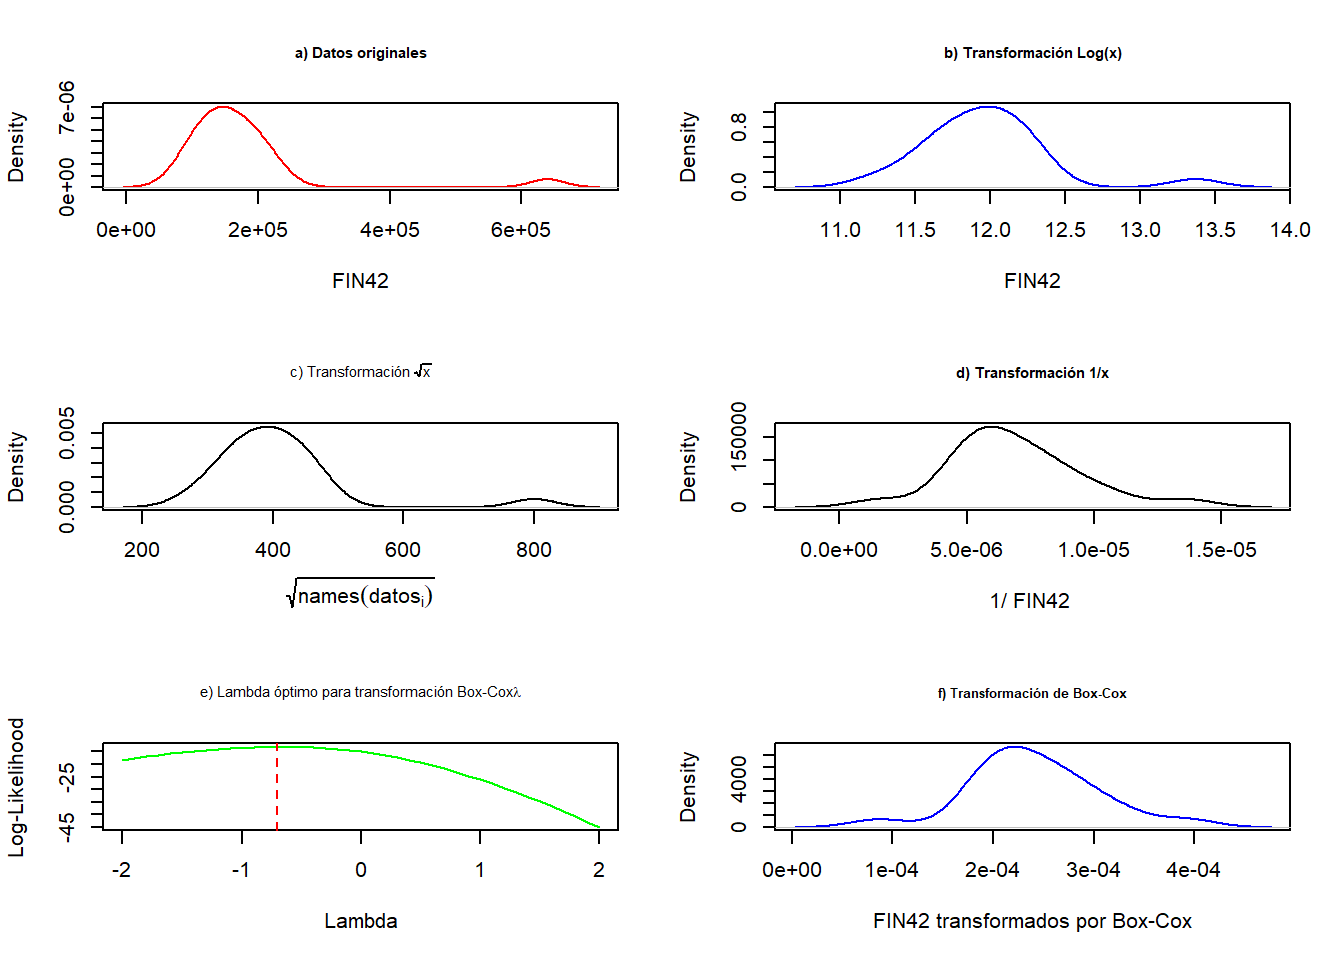 a) Datos originales
Density
0e+00 7e-06
0e+00 2e+05 4e+05 6e+05
FIN42
b) Transformación Log(x)
Density
0.0 0.8
11.0 11.5 12.0 12.5 13.0 13.5 14.0
FIN42
c) Transformación √x
Density
0.000 0.005
200 400 600 800
√names(datosᵢ)
d) Transformación 1/x
Density
0 150000
0.0e+00 5.0e-06 1.0e-05 1.5e-05
1/ FIN42
e) Lambda óptimo para transformación Box-Coxλ
Log-Likelihood
-45 -25
-2 -1 0 1 2
Lambda
f) Transformación de Box-Cox
Density
0 4000
0e+00 1e-04 2e-04 3e-04 4e-04
FIN42 transformados por Box-Cox